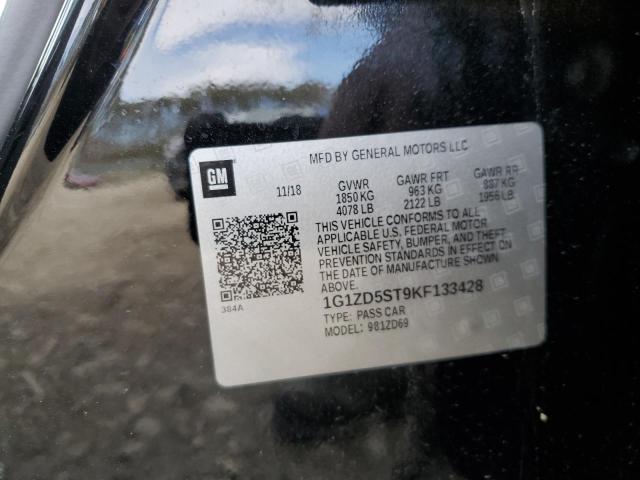 MFD BY GENERAL MOTORS LLC
GM
11/18 GVWR GAWR FRT GAWR RR
1850 KG 963 KG 887 KG
4078 LB 2122 LB 1956 LB
THIS VEHICLE CONFORMS TO ALL
APPLICABLE U.S. FEDERAL MOTOR
VEHICLE SAFETY, BUMPER, AND THEFT
PREVENTION STANDARDS IN EFFECT ON
THE DATE OF MANUFACTURE SHOWN
ABOVE.
384A
1G1ZD5ST9KF133428
TYPE: PASS CAR
MODEL: 981ZD69